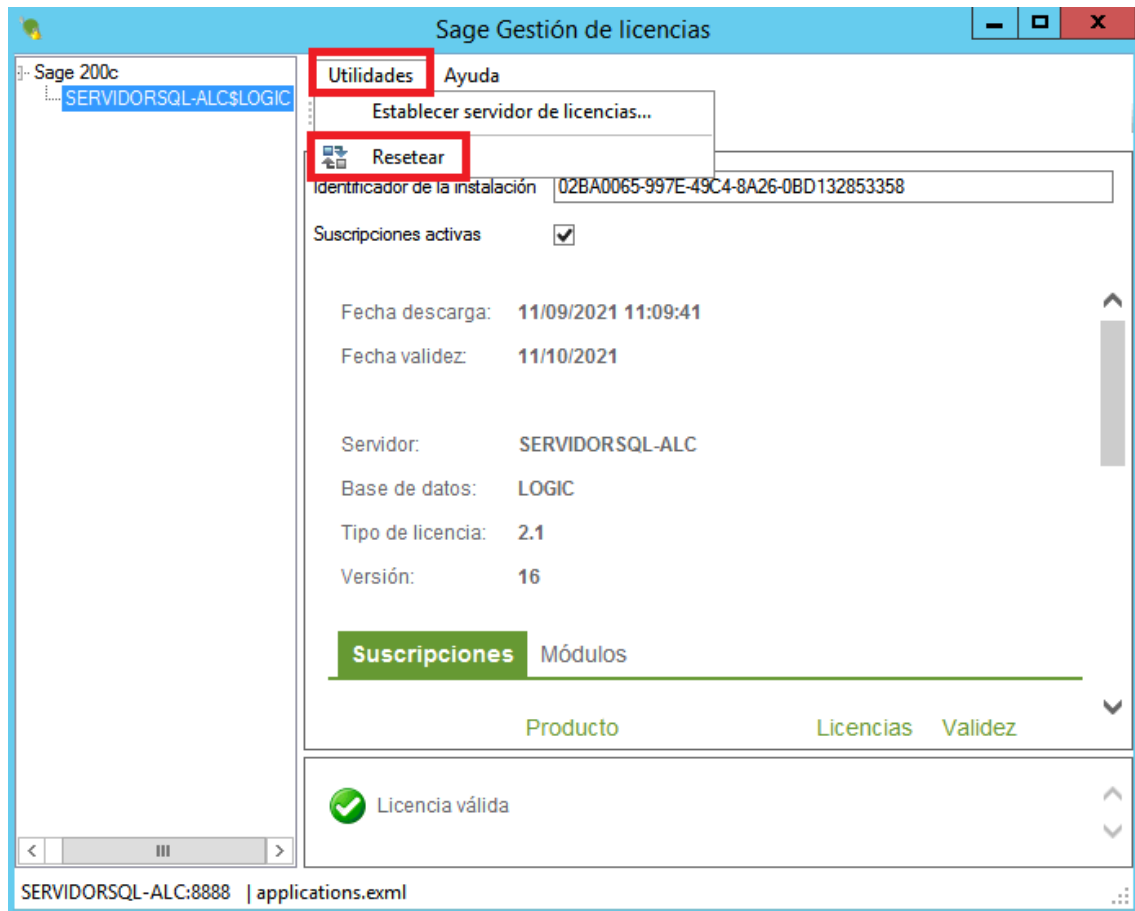 Sage Gestión de licencias
Sage 200c
SERVIDORSQL-ALC$LOGIC
Utilidades Ayuda
Establecer servidor de licencias...
Resetear
Identificador de la instalación 02BA0065-997E-49C4-8A26-0BD132853358
Suscripciones activas
Fecha descarga: 11/09/2021 11:09:41
Fecha validez: 11/10/2021
Servidor: SERVIDORSQL-ALC
Base de datos: LOGIC
Tipo de licencia: 2.1
Versión: 16
Suscripciones Módulos
Producto Licencias Validez
Licencia válida
SERVIDORSQL-ALC:8888 | applications.exml